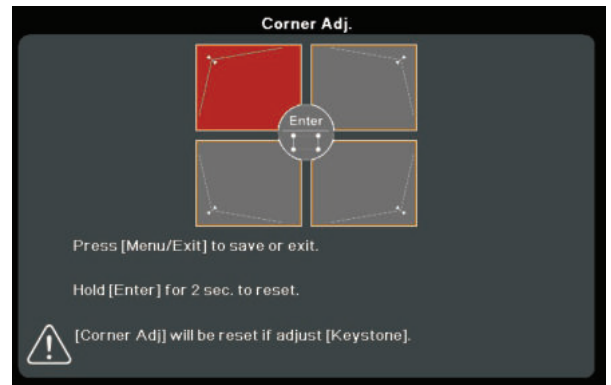 Corner Adj.
Enter
Press [Menu/Exit] to save or exit.
Hold [Enter] for 2 sec. to reset.
[Corner Adj] will be reset if adjust [Keystone].